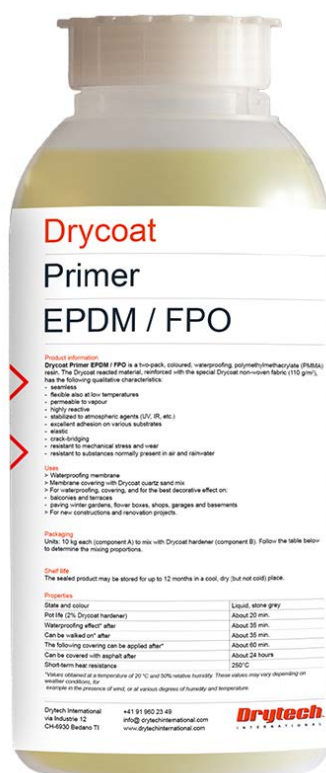 Drycoat
Primer
EPDM / FPO
Product information
Drycoat Primer EPDM / FPO is a two-pack, coloured, waterproofing, polymethylmethacrylate (PMMA)
resin. The Drycoat reacted material, reinforced with the special Drycoat non-woven fabric (110 g/m²),
has the following qualitative characteristics:
- seamless
- flexible also at low temperatures
- permeable to vapour
- highly reactive
- stabilized to atmospheric agents (UV, IR, etc.)
- excellent adhesion on various substrates
- elastic
- crack-bridging
- resistant to mechanical stress and wear
- resistant to substances normally present in air and rainwater
Uses
> Waterproofing membrane
> Membrane covering with Drycoat quartz sand mix
> For waterproofing, covering, and for the best decorative effect on:
- balconies and terraces
- paving winter gardens, flower boxes, shops, garages and basements
> For new constructions and renovation projects.
Packaging
Units: 10 kg each (component A) to mix with Drycoat hardener (component B). Follow the table below
to determine the mixing proportions.
Shelf life
The sealed product may be stored for up to 12 months in a cool, dry (but not cold) place.
Properties
State and colour Liquid, stone grey
Pot life (2% Drycoat hardener) About 20 min.
Waterproofing effect* after About 35 min.
Can be walked on* after About 35 min.
The following covering can be applied after* About 60 min.
Can be covered with asphalt after About 24 hours
Short-term heat resistance 250°C
*Values obtained at a temperature of 20 °C and 50% relative humidity. These values may vary depending on
weather conditions, for
example in the presence of wind, or at various degrees of humidity and temperature.
Drytech International +41 91 960 23 49
via Industrie 12 info@ drytechinternational.com
CH-6930 Bedano TI www.drytechinternational.com
Drytech
INTERNATIONAL